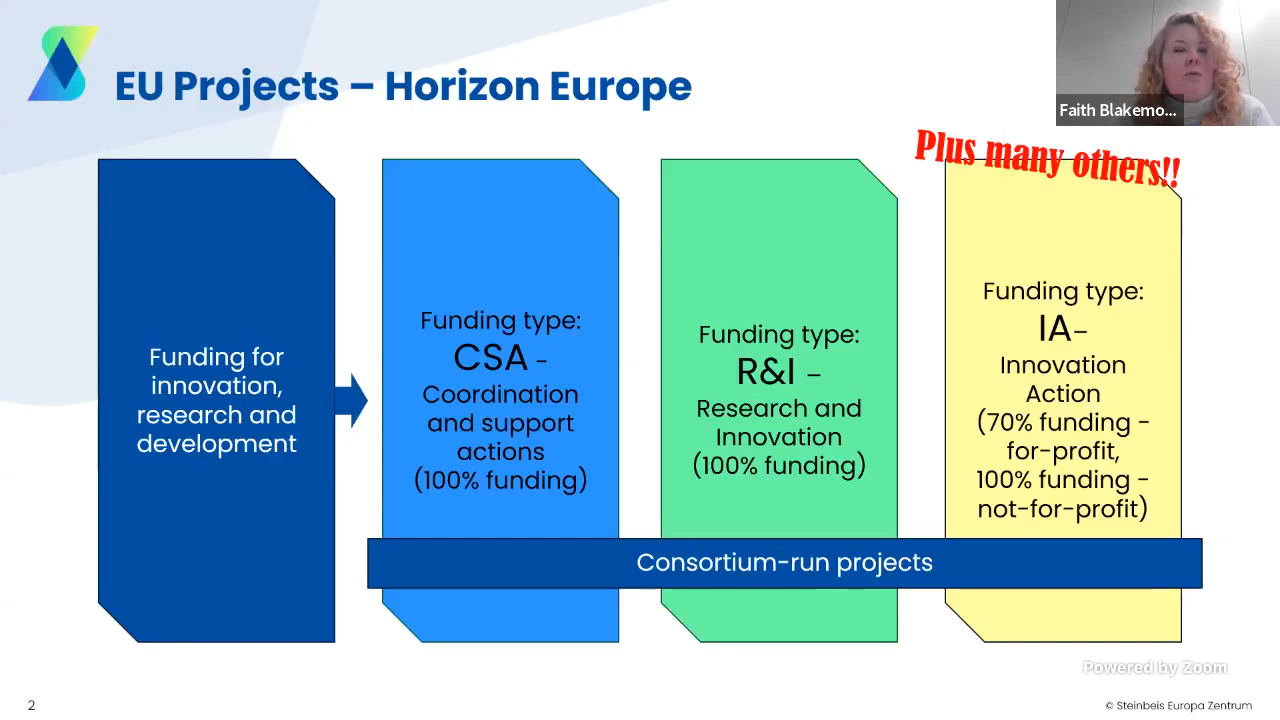 EU Projects – Horizon Europe
Faith Blakemo...
Plus many others!!
Funding for
innovation,
research and
development
Funding type:
CSA –
Coordination
and support
actions
(100% funding)
Funding type:
R&I –
Research and
Innovation
(100% funding)
Funding type:
IA–
Innovation
Action
(70% funding -
for-profit,
100% funding -
not-for-profit)
Consortium-run projects
Powered by Zoom
2
© Steinbeis Europa Zentrum